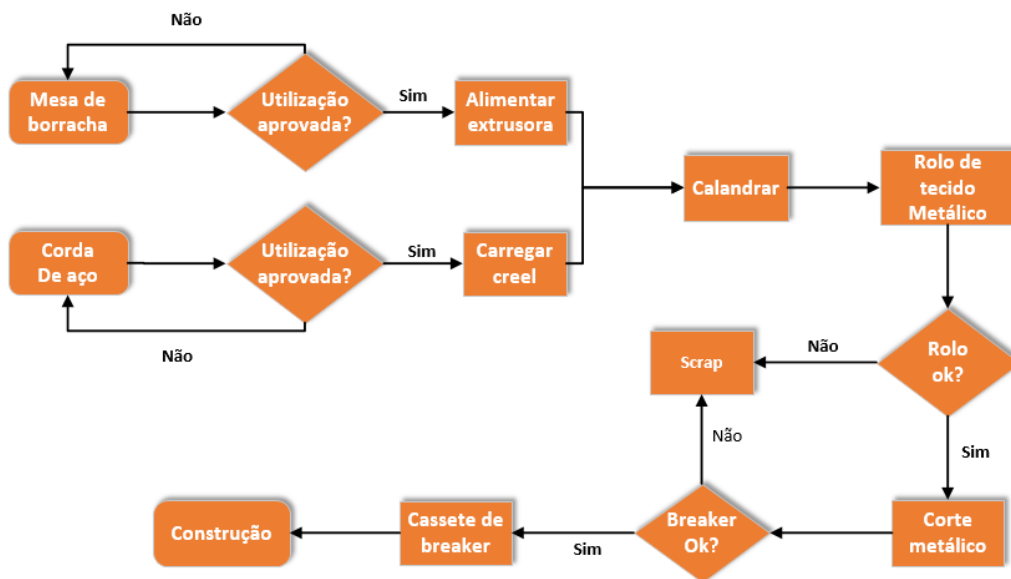 Não
Mesa de
borracha
Utilização
aprovada?
Sim
Alimentar
extrusora
Calandrar
Rolo de
tecido
Metálico
Corda
De aço
Utilização
aprovada?
Sim
Carregar
creel
Não
Scrap
Não
Rolo
ok?
Não
Sim
Construção
Cassete de
breaker
Sim
Breaker
Ok?
Corte
metálico